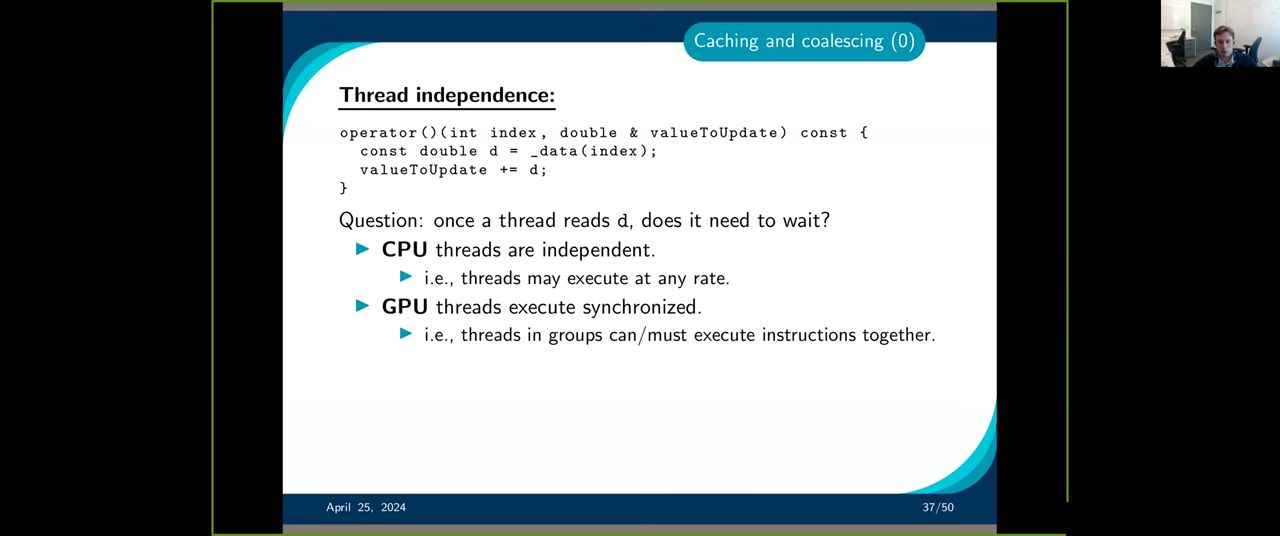 Caching and coalescing (0)
Thread independence:
operator()(int index, double & valueToUpdate) const {
const double d = _data(index);
valueToUpdate += d;
}
Question: once a thread reads d, does it need to wait?
CPU threads are independent.
i.e., threads may execute at any rate.
GPU threads execute synchronized.
i.e., threads in groups can/must execute instructions together.
April 25, 2024
37/50